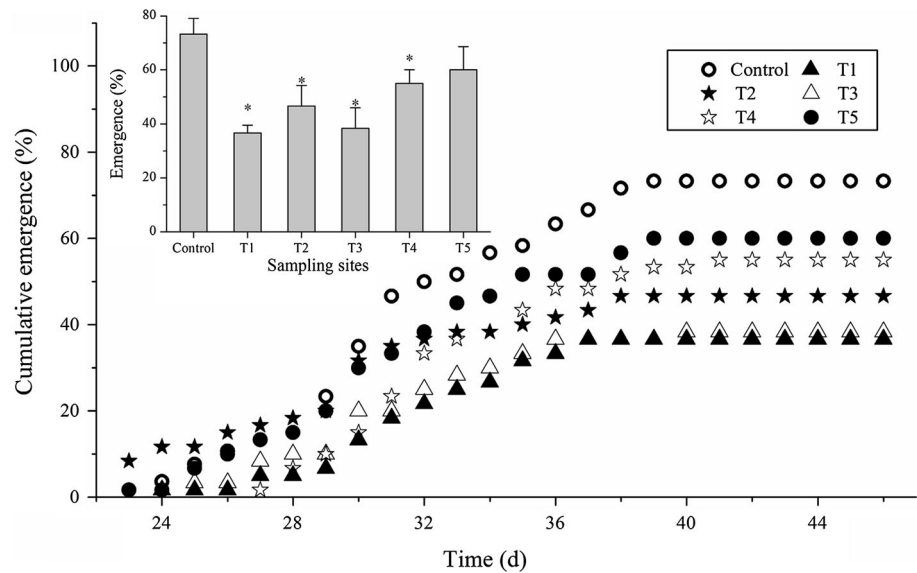 80
60
40
20
0
Emergence (%)
* * * *
Control T1 T2 T3 T4 T5
Sampling sites
Control T1
T2 T3
T4 T5
100
80
60
40
20
0
Cumulative emergence (%)
24 28 32 36 40 44
Time (d)